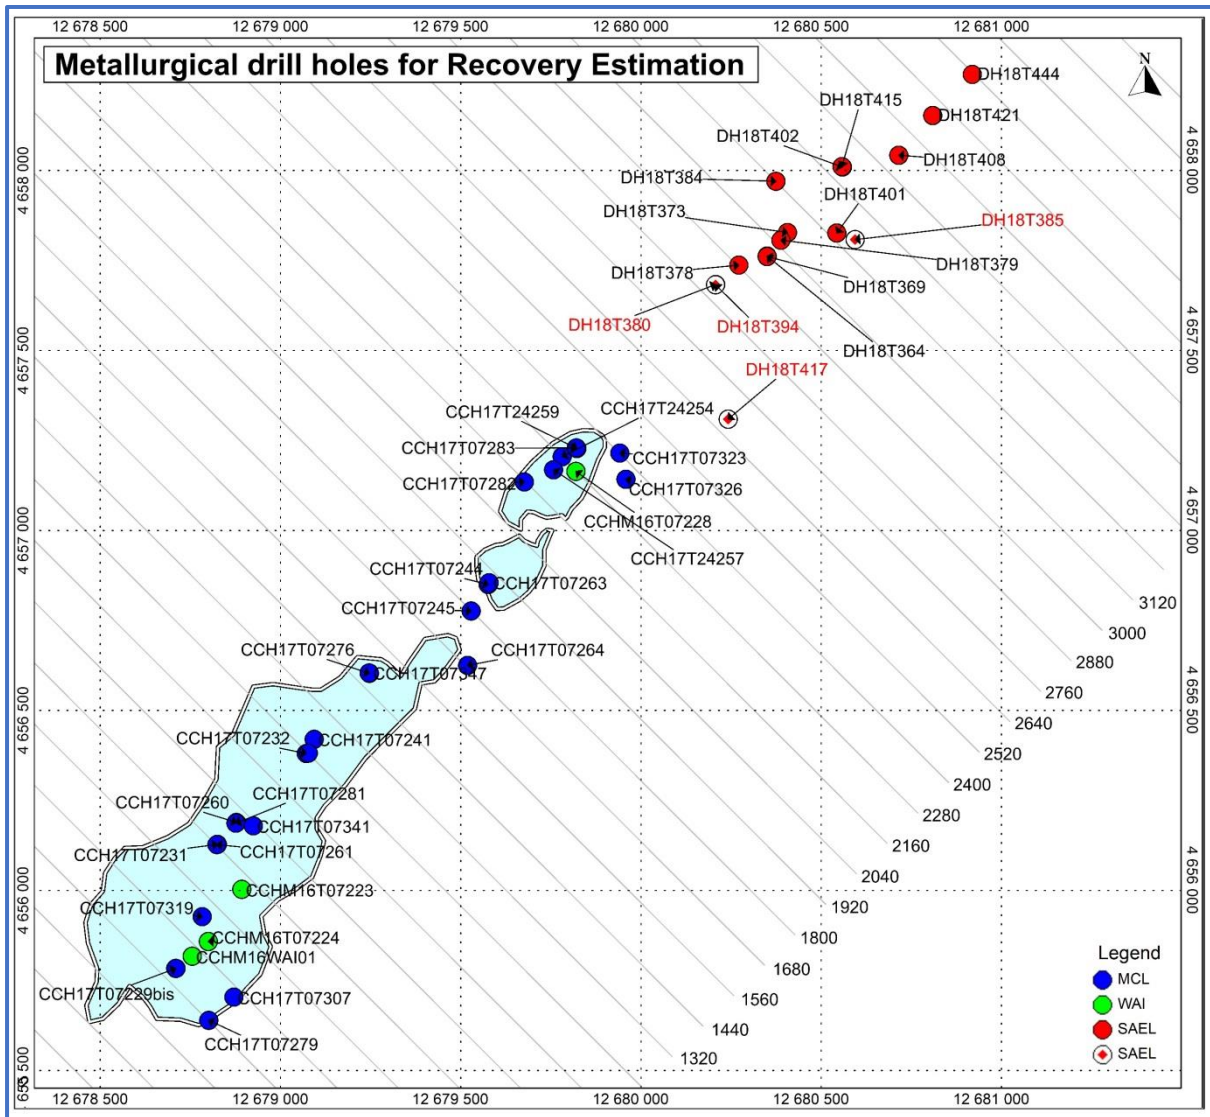 12 678 500
12 679 000
12 679 500
12 680 000
12 680 500
12 681 000
Metallurgical drill holes for Recovery Estimation
N
DH18T444
DH18T415
DH18T421
DH18T402
DH18T408
4 658 000
4 658 000
DH18T384
DH18T401
DH18T373
DH18T385
DH18T379
DH18T378
DH18T369
DH18T380
DH18T394
DH18T364
4 657 500
4 657 500
DH18T417
CCH17T24259
CCH17T24254
CCH17T07283
CCH17T07323
CCH17T07282
CCH17T07326
CCHM16T07228
4 657 000
4 657 000
CCH17T24257
CCH17T07244
CCH17T07263
CCH17T07245
3120
3000
CCH17T07276
CCH17T07264
2880
CCH17T07347
2760
4 656 500
4 656 500
2640
CCH17T07232
CCH17T07241
2520
2400
CCH17T07260
CCH17T07281
2280
CCH17T07341
2160
CCH17T07231
CCH17T07261
2040
4 656 000
4 656 000
CCHM16T07223
1920
CCH17T07319
1800
CCHM16T07224
CCHM16WAI01
1680
CCH17T07229bis
CCH17T07307
1560
1440
CCH17T07279
1320
Legend
MCL
WAI
SAEL
SAEL
4 655 500
12 678 500
12 679 000
12 679 500
12 680 000
12 680 500
12 681 000